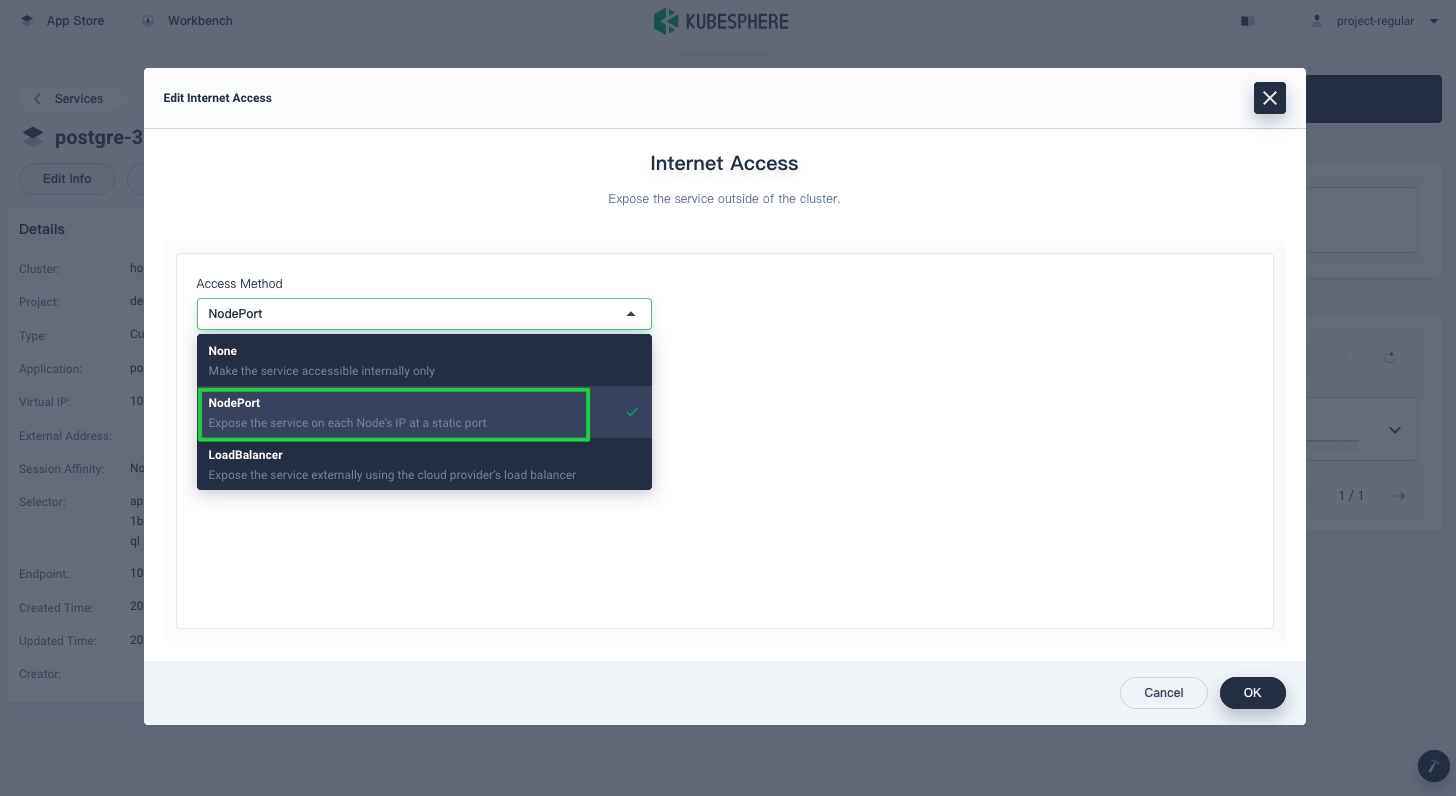 App Store
Workbench
KUBESPHERE
project-regular
Services
postgre-3
Edit Info
Details
Cluster: ho
Project: de
Type: Cu
Application: po
Virtual IP: 10
External Address:
Session Affinity: No
Selector: ap
1b
ql
Endpoint: 10
Created Time: 20
Updated Time: 20
Creator:
Edit Internet Access
Internet Access
Expose the service outside of the cluster.
Access Method
NodePort
None
Make the service accessible internally only
NodePort
Expose the service on each Node's IP at a static port
LoadBalancer
Expose the service externally using the cloud provider's load balancer
1 / 1
Cancel
OK